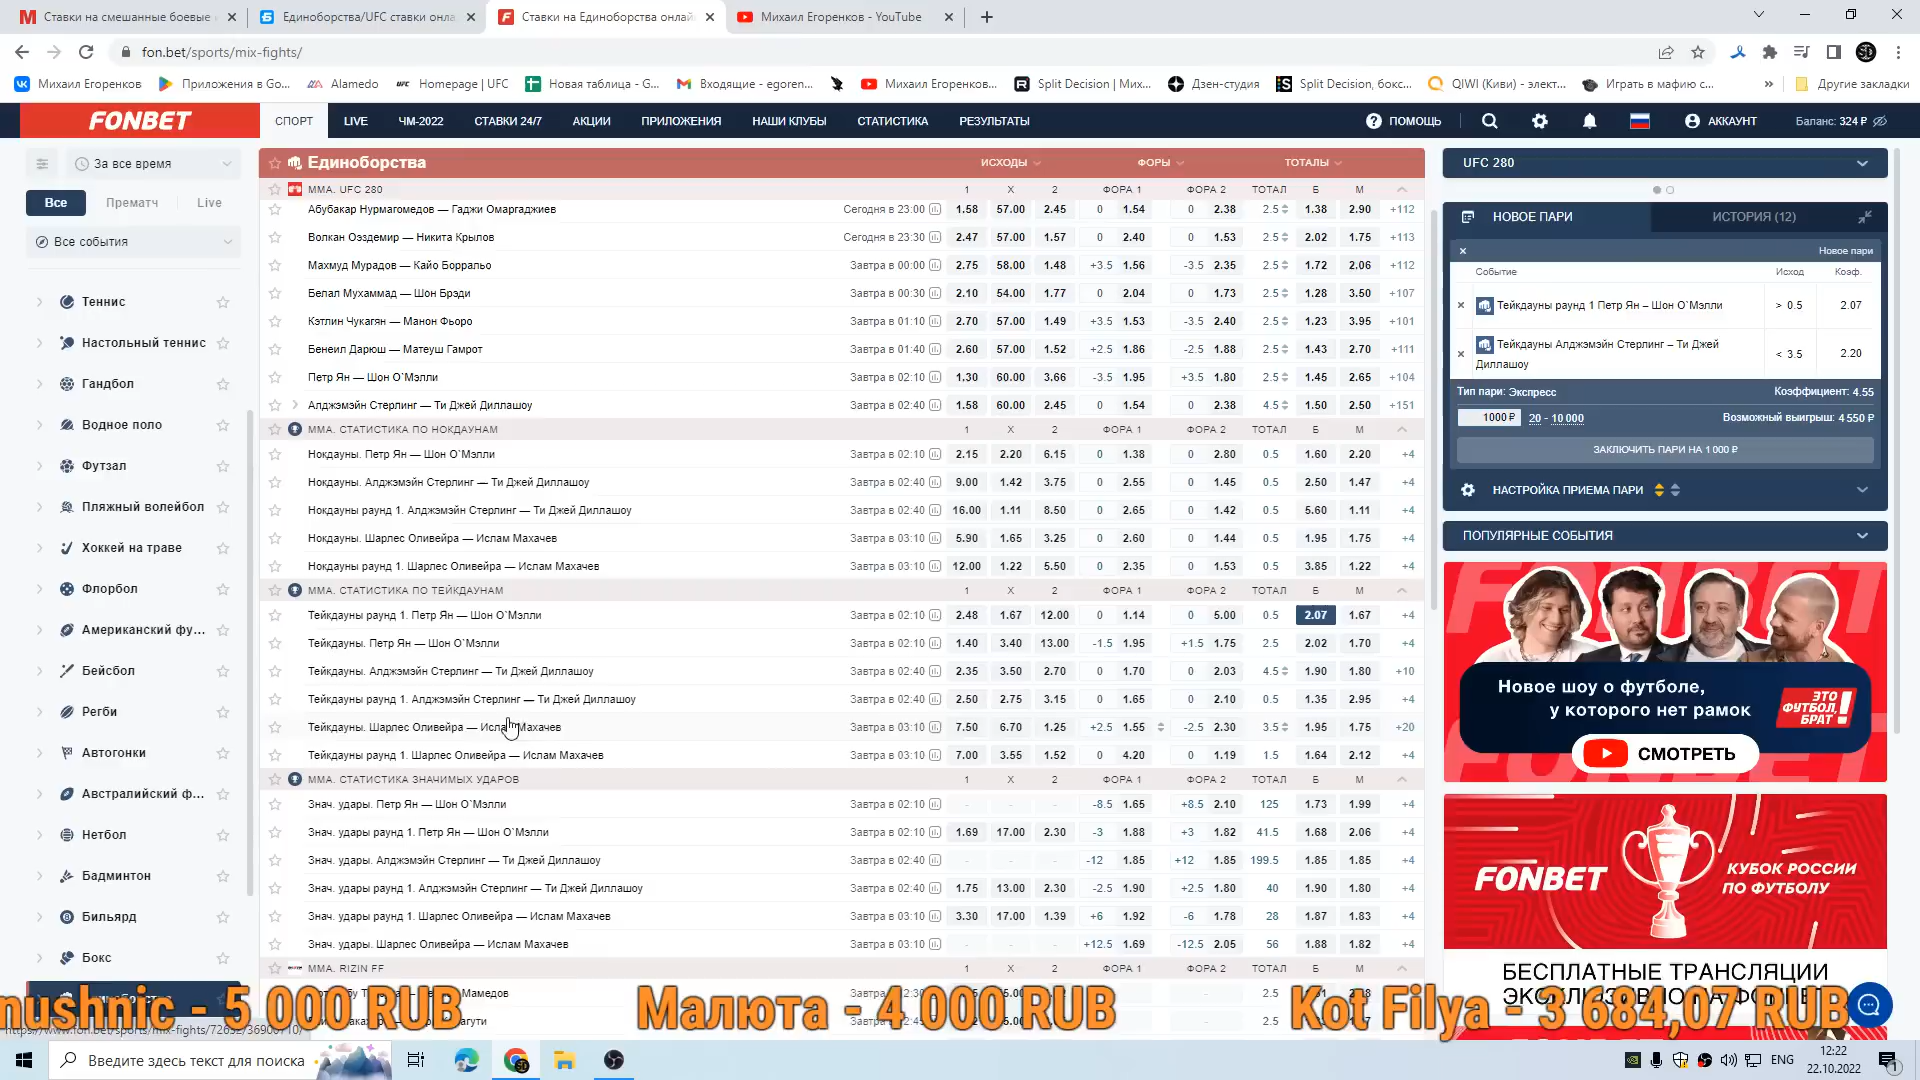 Ставки на смешанные боевые
Единоборства/UFC ставки онла
Ставки на Единоборства онлай
Михаил Егоренков - YouTube
fon.bet/sports/mix-fights/
Михаил Егоренков
Приложения в Go...
Alamedo
Homepage | UFC
Новая таблица - G...
Входящие - egoren...
Михаил Егоренков...
Split Decision | Мих...
Дзен-студия
Split Decision, бокс...
QIWI (Киви) - элект...
Играть в мафию с...
»
Другие закладки
FONBET
СПОРТ
LIVE
ЧМ-2022
СТАВКИ 24/7
АКЦИИ
ПРИЛОЖЕНИЯ
НАШИ КЛУБЫ
СТАТИСТИКА
РЕЗУЛЬТАТЫ
ПОМОЩЬ
АККАУНТ
Баланс: 324 ₽
За все время
Все Прематч Live
Все события
Теннис
Настольный теннис
Гандбол
Водное поло
Футзал
Пляжный волейбол
Хоккей на траве
Флорбол
Американский фу...
Бейсбол
Регби
Автогонки
Австралийский ф...
Нетбол
Бадминтон
Бильярд
Бокс
Единоборства ИСХОДЫ ФОРЫ ТОТАЛЫ
ММА. UFC 280 1 X 2 ФОРА 1 ФОРА 2 ТОТАЛ Б М
Абубакар Нурмагомедов — Гаджи Омаргаджиев Сегодня в 23:00 1.58 57.00 2.45 0 1.54 0 2.38 2.5 1.38 2.90 +112
Волкан Оэздемир — Никита Крылов Сегодня в 23:30 2.47 57.00 1.57 0 2.40 0 1.53 2.5 2.02 1.75 +113
Махмуд Мурадов — Кайо Борральо Завтра в 00:00 2.75 58.00 1.48 +3.5 1.56 -3.5 2.35 2.5 1.72 2.06 +112
Белал Мухаммад — Шон Брэди Завтра в 00:30 2.10 54.00 1.77 0 2.04 0 1.73 2.5 1.28 3.50 +107
Кэтлин Чукагян — Манон Фьоро Завтра в 01:10 2.70 57.00 1.49 +3.5 1.53 -3.5 2.40 2.5 1.23 3.95 +101
Бенеил Дарюш — Матеуш Гамрот Завтра в 01:40 2.60 57.00 1.52 +2.5 1.86 -2.5 1.88 2.5 1.43 2.70 +111
Петр Ян — Шон О`Мэлли Завтра в 02:10 1.30 60.00 3.66 -3.5 1.95 +3.5 1.80 2.5 1.45 2.65 +104
Алджэмэйн Стерлинг — Ти Джей Диллашоу Завтра в 02:40 1.58 60.00 2.45 0 1.54 0 2.38 4.5 1.50 2.50 +151
ММА. СТАТИСТИКА ПО НОКДАУНАМ 1 X 2 ФОРА 1 ФОРА 2 ТОТАЛ Б М
Нокдауны. Петр Ян — Шон О`Мэлли Завтра в 02:10 2.15 2.20 6.15 0 1.38 0 2.80 0.5 1.60 2.20 +4
Нокдауны. Алджэмэйн Стерлинг — Ти Джей Диллашоу Завтра в 02:40 9.00 1.42 3.75 0 2.55 0 1.45 0.5 2.50 1.47 +4
Нокдауны раунд 1. Алджэмэйн Стерлинг — Ти Джей Диллашоу Завтра в 02:40 16.00 1.11 8.50 0 2.65 0 1.42 0.5 5.60 1.11 +4
Нокдауны. Шарлес Оливейра — Ислам Махачев Завтра в 03:10 5.90 1.65 3.25 0 2.60 0 1.44 0.5 1.95 1.75 +4
Нокдауны раунд 1. Шарлес Оливейра — Ислам Махачев Завтра в 03:10 12.00 1.22 5.50 0 2.35 0 1.53 0.5 3.85 1.22 +4
ММА. СТАТИСТИКА ПО ТЕЙКДАУНАМ 1 X 2 ФОРА 1 ФОРА 2 ТОТАЛ Б М
Тейкдауны раунд 1. Петр Ян — Шон О`Мэлли Завтра в 02:10 2.48 1.67 12.00 0 1.14 0 5.00 0.5 2.07 1.67 +4
Тейкдауны. Петр Ян — Шон О`Мэлли Завтра в 02:10 1.40 3.40 13.00 -1.5 1.95 +1.5 1.75 2.5 2.02 1.70 +4
Тейкдауны. Алджэмэйн Стерлинг — Ти Джей Диллашоу Завтра в 02:40 2.35 3.50 2.70 0 1.70 0 2.03 4.5 1.90 1.80 +10
Тейкдауны раунд 1. Алджэмэйн Стерлинг — Ти Джей Диллашоу Завтра в 02:40 2.50 2.75 3.15 0 1.65 0 2.10 0.5 1.35 2.95 +4
Тейкдауны. Шарлес Оливейра — Ислам Махачев Завтра в 03:10 7.50 6.70 1.25 +2.5 1.55 -2.5 2.30 3.5 1.95 1.75 +20
Тейкдауны раунд 1. Шарлес Оливейра — Ислам Махачев Завтра в 03:10 7.00 3.55 1.52 0 4.20 0 1.19 1.5 1.64 2.12 +4
ММА. СТАТИСТИКА ЗНАЧИМЫХ УДАРОВ 1 X 2 ФОРА 1 ФОРА 2 ТОТАЛ Б М
Знач. удары. Петр Ян — Шон О`Мэлли Завтра в 02:10 - - - -8.5 1.65 +8.5 2.10 125 1.73 1.99 +4
Знач. удары раунд 1. Петр Ян — Шон О`Мэлли Завтра в 02:10 1.69 17.00 2.30 -3 1.88 +3 1.82 41.5 1.68 2.06 +4
Знач. удары. Алджэмэйн Стерлинг — Ти Джей Диллашоу Завтра в 02:40 - - - -12 1.85 +12 1.85 199.5 1.85 1.85 +4
Знач. удары раунд 1. Алджэмэйн Стерлинг — Ти Джей Диллашоу Завтра в 02:40 1.75 13.00 2.30 -2.5 1.90 +2.5 1.80 40 1.90 1.80 +4
Знач. удары раунд 1. Шарлес Оливейра — Ислам Махачев Завтра в 03:10 3.30 17.00 1.39 +6 1.92 -6 1.78 28 1.87 1.83 +4
Знач. удары. Шарлес Оливейра — Ислам Махачев Завтра в 03:10 - - - +12.5 1.69 -12.5 2.05 56 1.88 1.82 +4
ММА. RIZIN FF 1 X 2 ФОРА 1 ФОРА 2 ТОТАЛ Б М
Мамедов 2.5
2.5
UFC 280
НОВОЕ ПАРИ ИСТОРИЯ (12)
Новое пари
Событие Исход Коэф.
Тейкдауны раунд 1 Петр Ян – Шон О`Мэлли > 0.5 2.07
Тейкдауны Алджэмэйн Стерлинг – Ти Джей Диллашоу < 3.5 2.20
Тип пари: Экспресс Коэффициент: 4.55
1000 ₽ 20 - 10 000 Возможный выигрыш: 4 550 ₽
ЗАКЛЮЧИТЬ ПАРИ НА 1 000 ₽
НАСТРОЙКА ПРИЕМА ПАРИ
ПОПУЛЯРНЫЕ СОБЫТИЯ
Новое шоу о футболе,
у которого нет рамок
ЭТО ФУТБОЛ, БРАТ!
СМОТРЕТЬ
FONBET
КУБОК РОССИИ
ПО ФУТБОЛУ
БЕСПЛАТНЫЕ ТРАНСЛЯЦИИ
nushnic - 5 000 RUB Малюта - 4 000 RUB Kot Filya - 3 684,07 RUB
https://www.fon.bet/sports/mix-fights/72632/36900710/
Введите здесь текст для поиска
ENG
12:22
22.10.2022
1